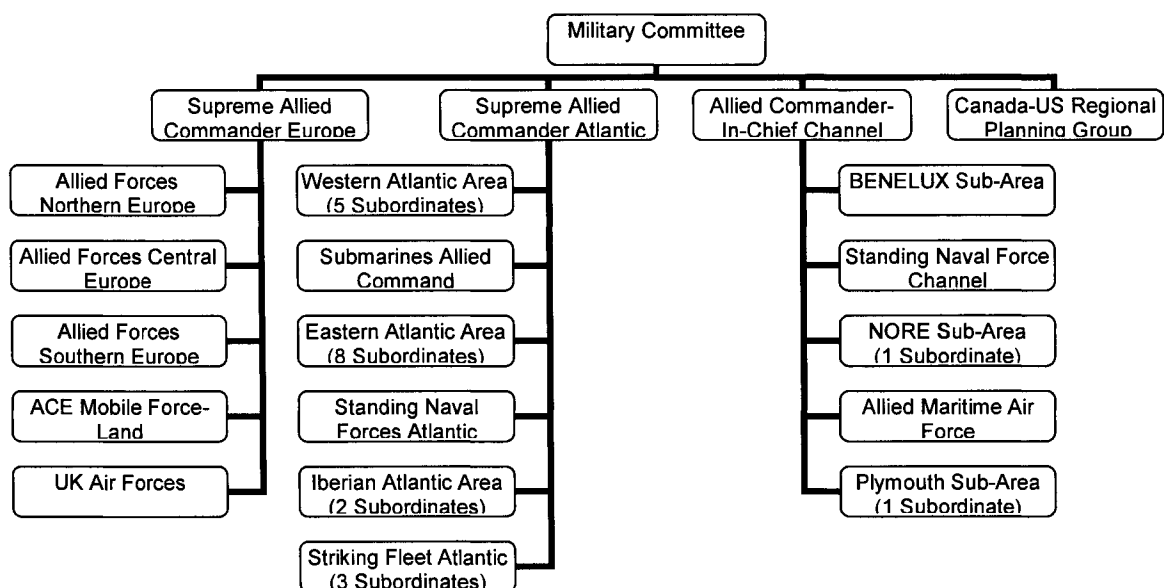 Military Committee
Supreme Allied
Commander Europe
Supreme Allied
Commander Atlantic
Allied Commander-
In-Chief Channel
Canada-US Regional
Planning Group
Allied Forces
Northern Europe
Allied Forces Central
Europe
Allied Forces
Southern Europe
ACE Mobile Force-
Land
UK Air Forces
Western Atlantic Area
(5 Subordinates)
Submarines Allied
Command
Eastern Atlantic Area
(8 Subordinates)
Standing Naval
Forces Atlantic
Iberian Atlantic Area
(2 Subordinates)
Striking Fleet Atlantic
(3 Subordinates)
BENELUX Sub-Area
Standing Naval Force
Channel
NORE Sub-Area
(1 Subordinate)
Allied Maritime Air
Force
Plymouth Sub-Area
(1 Subordinate)